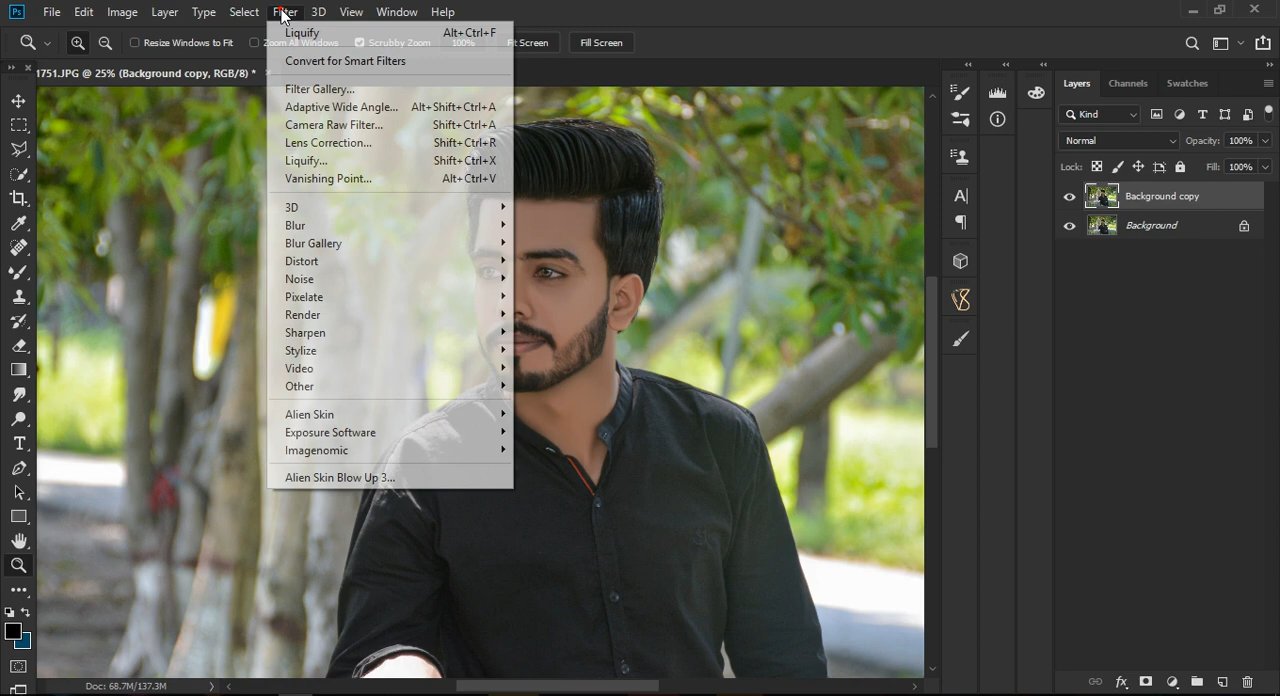 Ps File Edit Image Layer Type Select Filter 3D View Window Help
Resize Windows to Fit Zoom All Windows Scrubby Zoom 100% Fit Screen Fill Screen
1751.JPG @ 25% (Background copy, RGB/8) *
Liquify Alt+Ctrl+F
Convert for Smart Filters
Filter Gallery...
Adaptive Wide Angle... Alt+Shift+Ctrl+A
Camera Raw Filter... Shift+Ctrl+A
Lens Correction... Shift+Ctrl+R
Liquify... Shift+Ctrl+X
Vanishing Point... Alt+Ctrl+V
3D
Blur
Blur Gallery
Distort
Noise
Pixelate
Render
Sharpen
Stylize
Video
Other
Alien Skin
Exposure Software
Imagenomic
Alien Skin Blow Up 3...
Layers Channels Swatches
Kind
Normal Opacity: 100%
Lock: Fill: 100%
Background copy
Background
Doc: 68.7M/137.3M